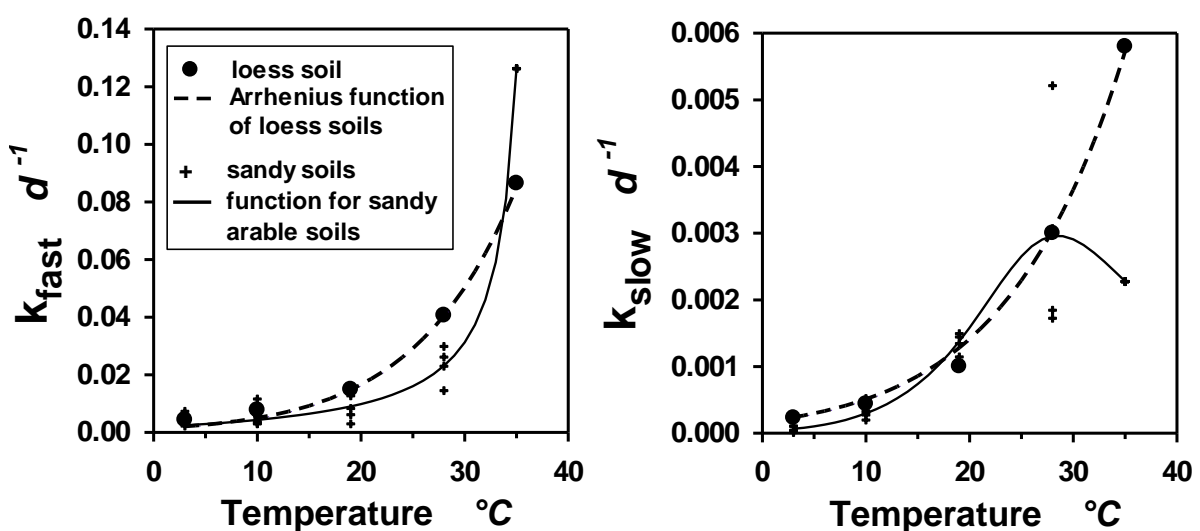 0.14
0.12
0.10
0.08
0.06
0.04
0.02
0.00
k fast d -1
loess soil
Arrhenius function
of loess soils
sandy soils
function for sandy
arable soils
0 10 20 30 40
Temperature °C
0.006
0.005
0.004
0.003
0.002
0.001
0.000
k slow d -1
0 10 20 30 40
Temperature °C